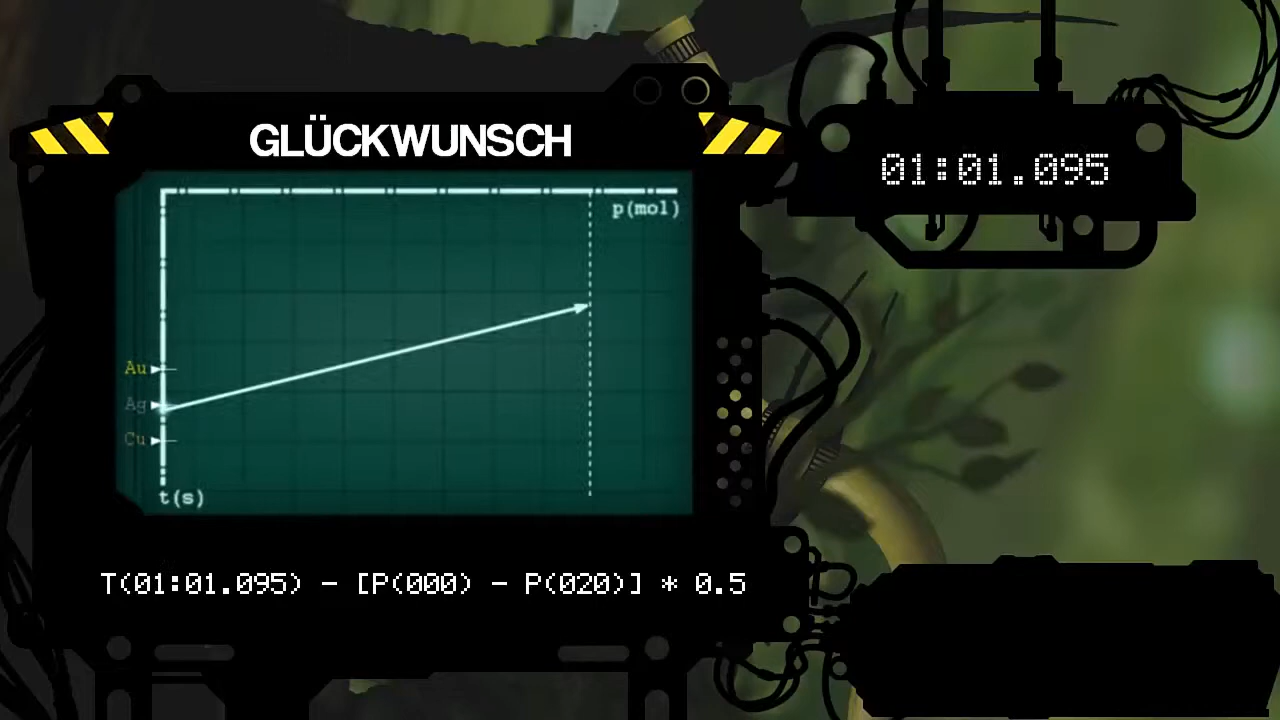 GLÜCKWUNSCH
01:01.095
p(mol)
Au
Ag
Cu
t(s)
T(01:01.095) - [P(000) - P(020)] * 0.5